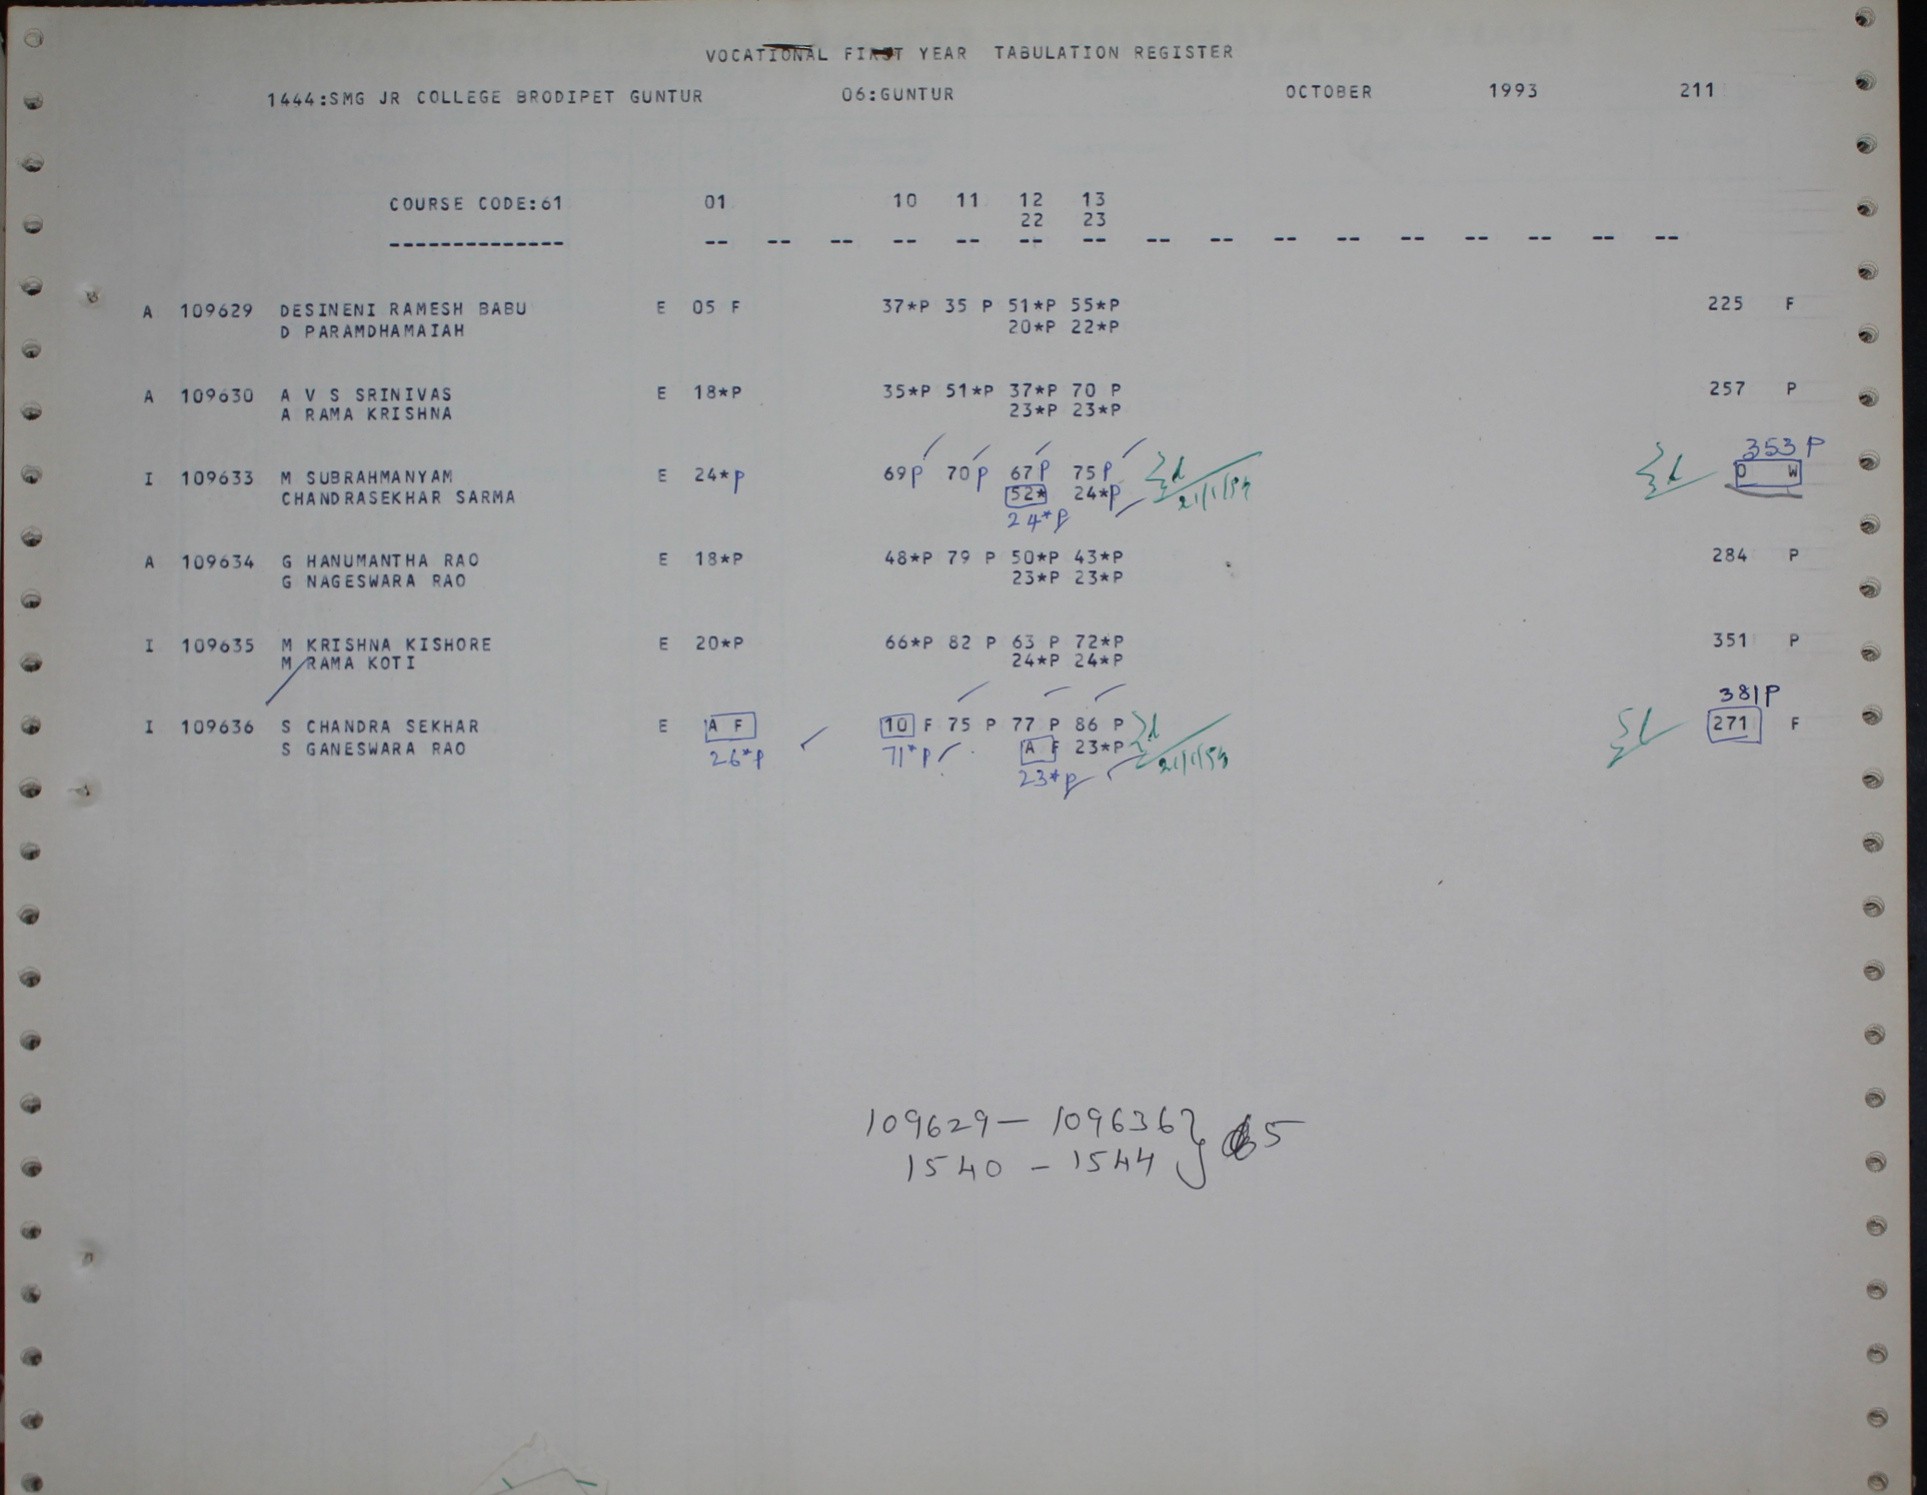 VOCATIONAL FIRST YEAR TABULATION REGISTER
1444:SMG JR COLLEGE BRODIPET GUNTUR 06:GUNTUR OCTOBER 1993 211
COURSE CODE:61 01 10 11 12 13
22 23
-------------- -- -- -- -- -- -- -- -- -- -- -- -- -- -- -- --
A 109629 DESINENI RAMESH BABU E 05 F 37*P 35 P 51*P 55*P 225 F
D PARAMDHAMAIAH 20*P 22*P
A 109630 A V S SRINIVAS E 18*P 35*P 51*P 37*P 70 P 257 P
A RAMA KRISHNA 23*P 23*P
353 P
I 109633 M SUBRAHMANYAM E 24*P 69P 70P 67P 75P 0 W
CHANDRASEKHAR SARMA 52* 24*P
24*P
A 109634 G HANUMANTHA RAO E 18*P 48*P 79 P 50*P 43*P 284 P
G NAGESWARA RAO 23*P 23*P
I 109635 M KRISHNA KISHORE E 20*P 66*P 82 P 63 P 72*P 351 P
M RAMA KOTI 24*P 24*P
381P
I 109636 S CHANDRA SEKHAR E A F 10 F 75 P 77 P 86 P 271 F
S GANESWARA RAO A F 23*P
26*P 71*P
23*P
109629 - 109636 } 5
1540 - 1544